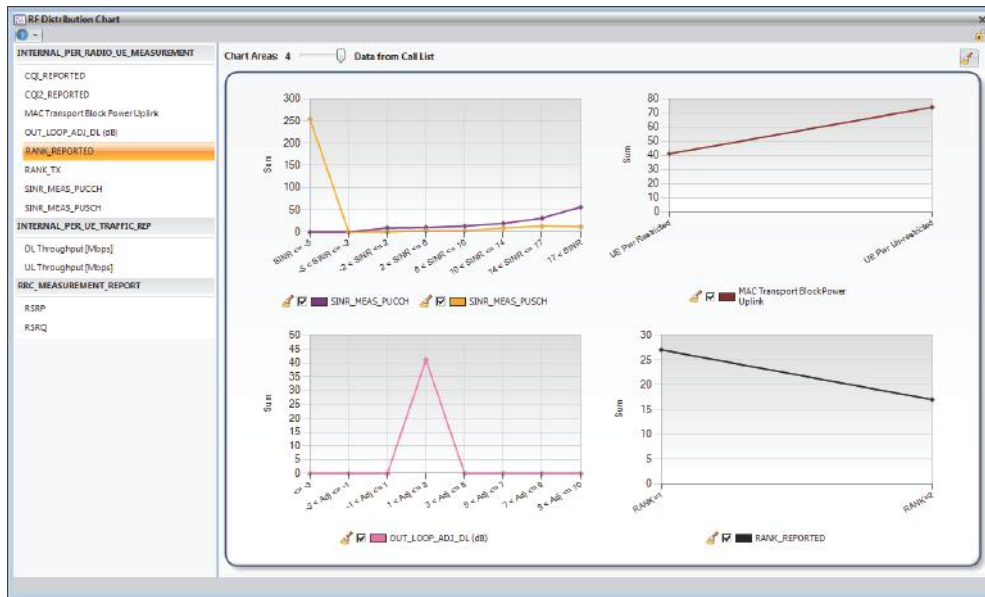 RF Distribution Chart
INTERNAL_PER_RADIO_UE_MEASUREMENT
CQI_REPORTED
CQI2_REPORTED
MAC Transport Block Power Uplink
OUT_LOOP_ADJ_DL (dB)
RANK_REPORTED
RANK_TX
SINR_MEAS_PUCCH
SINR_MEAS_PUSCH
INTERNAL_PER_UE_TRAFFIC_REP
DL Throughput [Mbps]
UL Throughput [Mbps]
RRC_MEASUREMENT_REPORT
RSRP
RSRQ
Chart Areas: 4 Data from Call List
300
250
200
150
100
50
0
Sum
SINR <= -5
-5 < SINR <= -2
-2 < SINR <= 2
2 < SINR <= 6
6 < SINR <= 10
10 < SINR <= 14
14 < SINR <= 17
17 < SINR
SINR_MEAS_PUCCH SINR_MEAS_PUSCH
80
70
60
50
40
30
20
10
0
Sum
UE Pwr Restricted
UE Pwr Un-restricted
MAC Transport Block Power
Uplink
50
45
40
35
30
25
20
15
10
5
0
Sum
<= -3
-3 < Adj <= -1
-1 < Adj <= 1
1 < Adj <= 3
3 < Adj <= 5
5 < Adj <= 7
7 < Adj <= 9
9 < Adj <= 10
OUT_LOOP_ADJ_DL (dB)
30
25
20
15
10
5
0
Sum
RANK=1
RANK=2
RANK_REPORTED